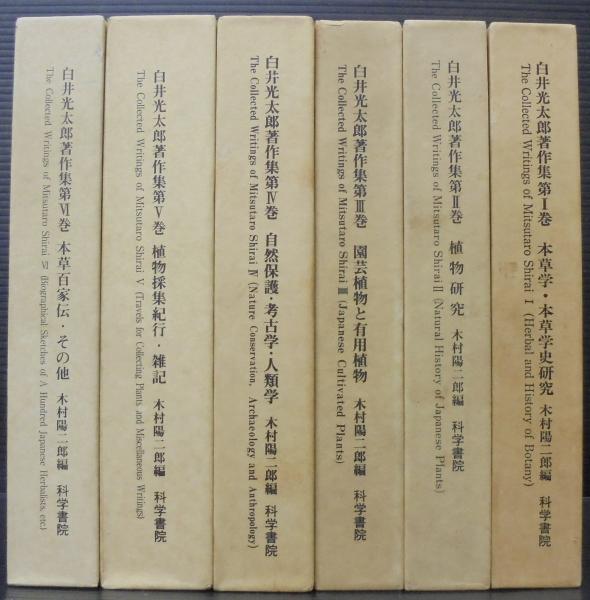 白井光太郎著作集第Ⅰ巻 本草学・本草学史研究 木村陽二郎編 科学書院
The Collected Writings of Mitsutaro Shirai Ⅰ (Herbal and History of Botany)
白井光太郎著作集第Ⅱ巻 植物研究 木村陽二郎編 科学書院
The Collected Writings of Mitsutaro Shirai Ⅱ (Natural History of Japanese Plants)
白井光太郎著作集第Ⅲ巻 園芸植物と有用植物 木村陽二郎編 科学書院
The Collected Writings of Mitsutaro Shirai Ⅲ (Japanese Cultivated Plants)
白井光太郎著作集第Ⅳ巻 自然保護・考古学・人類学 木村陽二郎編 科学書院
The Collected Writings of Mitsutaro Shirai Ⅳ (Nature Conservation, Archaeology and Anthropology)
白井光太郎著作集第Ⅴ巻 植物採集紀行・雑記 木村陽二郎編 科学書院
The Collected Writings of Mitsutaro Shirai Ⅴ (Travels for Collecting Plants and Miscellaneous Writings)
白井光太郎著作集第Ⅵ巻 本草百家伝・その他 木村陽二郎編 科学書院
The Collected Writings of Mitsutaro Shirai Ⅵ (Biographical Sketches of A Hundred Japanese Herbalists, etc.)